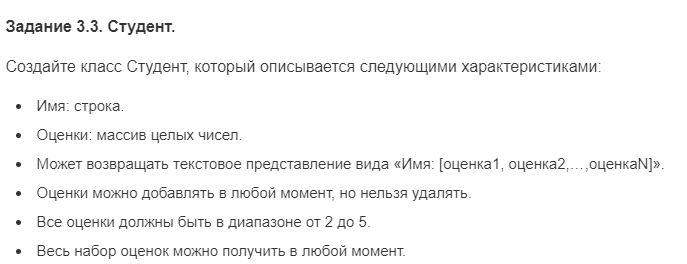 Задание 3.3. Студент.
Создайте класс Студент, который описывается следующими характеристиками:
• Имя: строка.
• Оценки: массив целых чисел.
• Может возвращать текстовое представление вида «Имя: [оценка1, оценка2,…,оценкаN]».
• Оценки можно добавлять в любой момент, но нельзя удалять.
• Все оценки должны быть в диапазоне от 2 до 5.
• Весь набор оценок можно получить в любой момент.